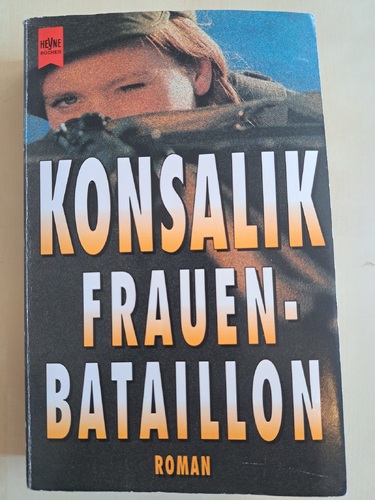 HEYNE
BÜCHER
KONSALIK
FRAUEN-
BATAILLON
ROMAN